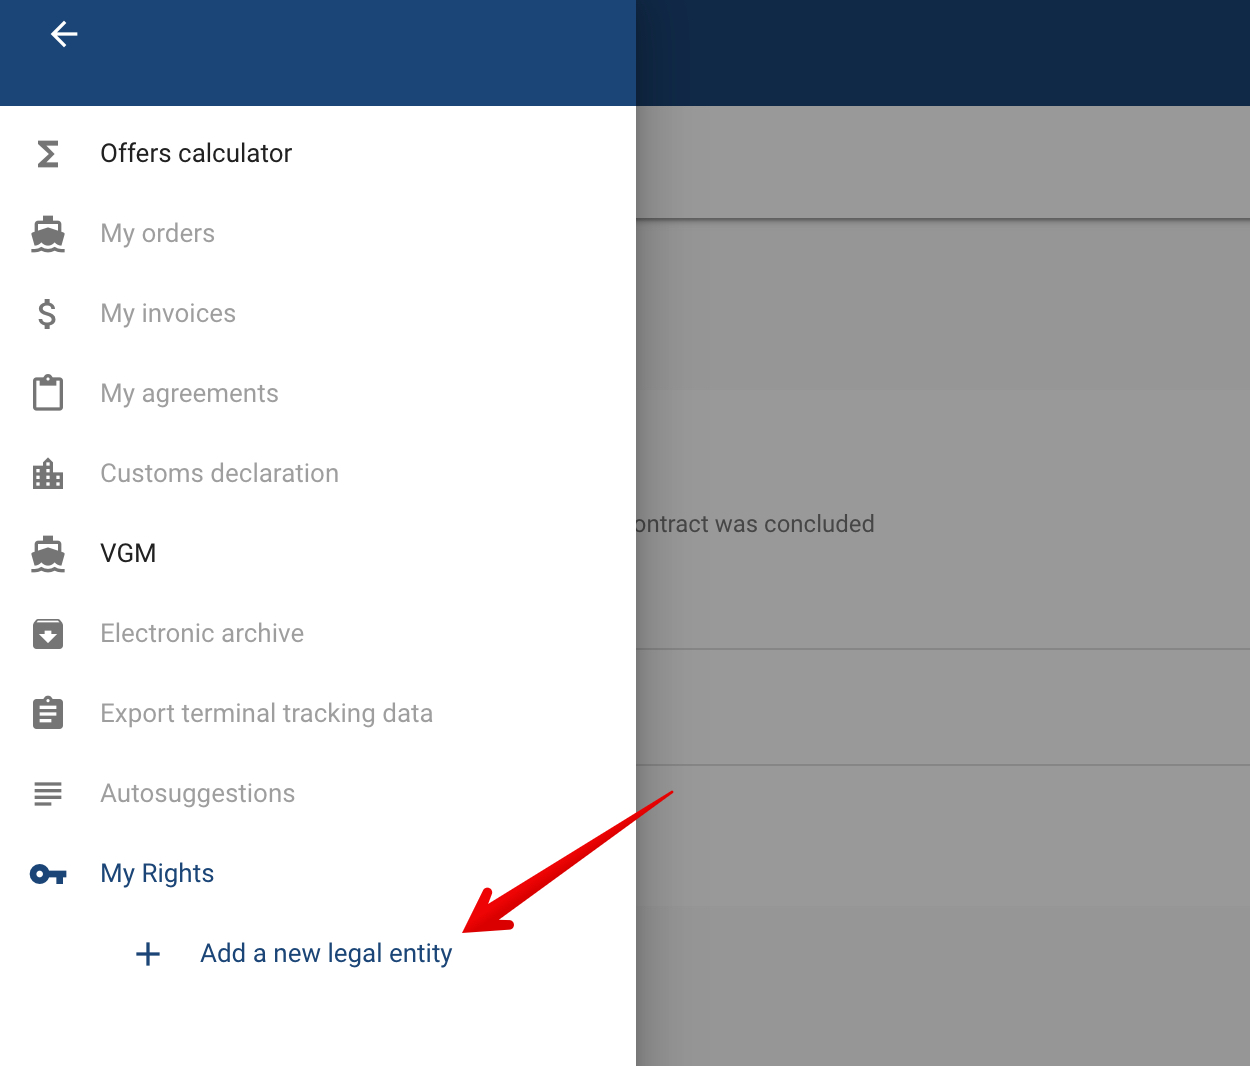 Offers calculator
My orders
My invoices
My agreements
Customs declaration
ontract was concluded
VGM
Electronic archive
Export terminal tracking data
Autosuggestions
My Rights
Add a new legal entity